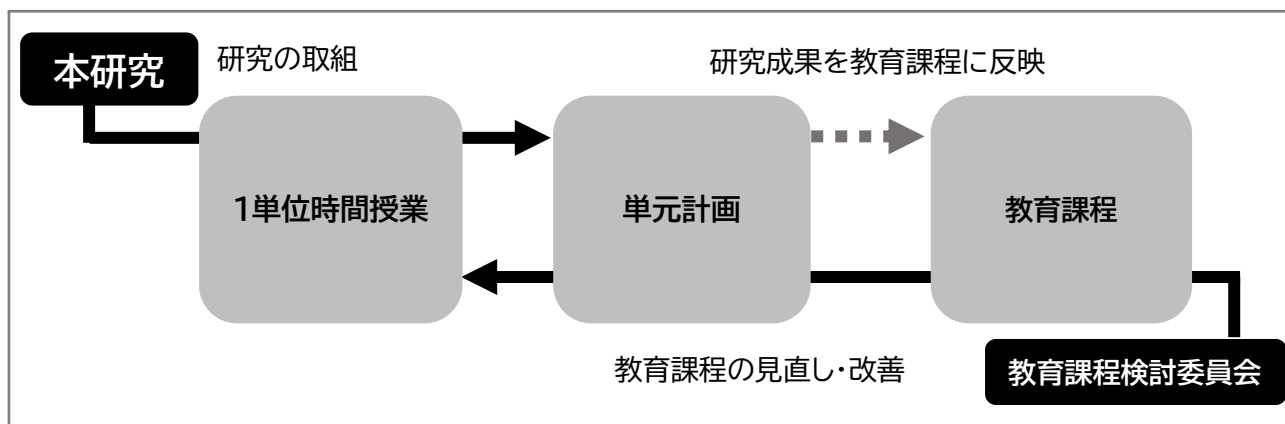 本研究
研究の取組
研究成果を教育課程に反映
1単位時間授業
単元計画
教育課程
教育課程の見直し・改善
教育課程検討委員会